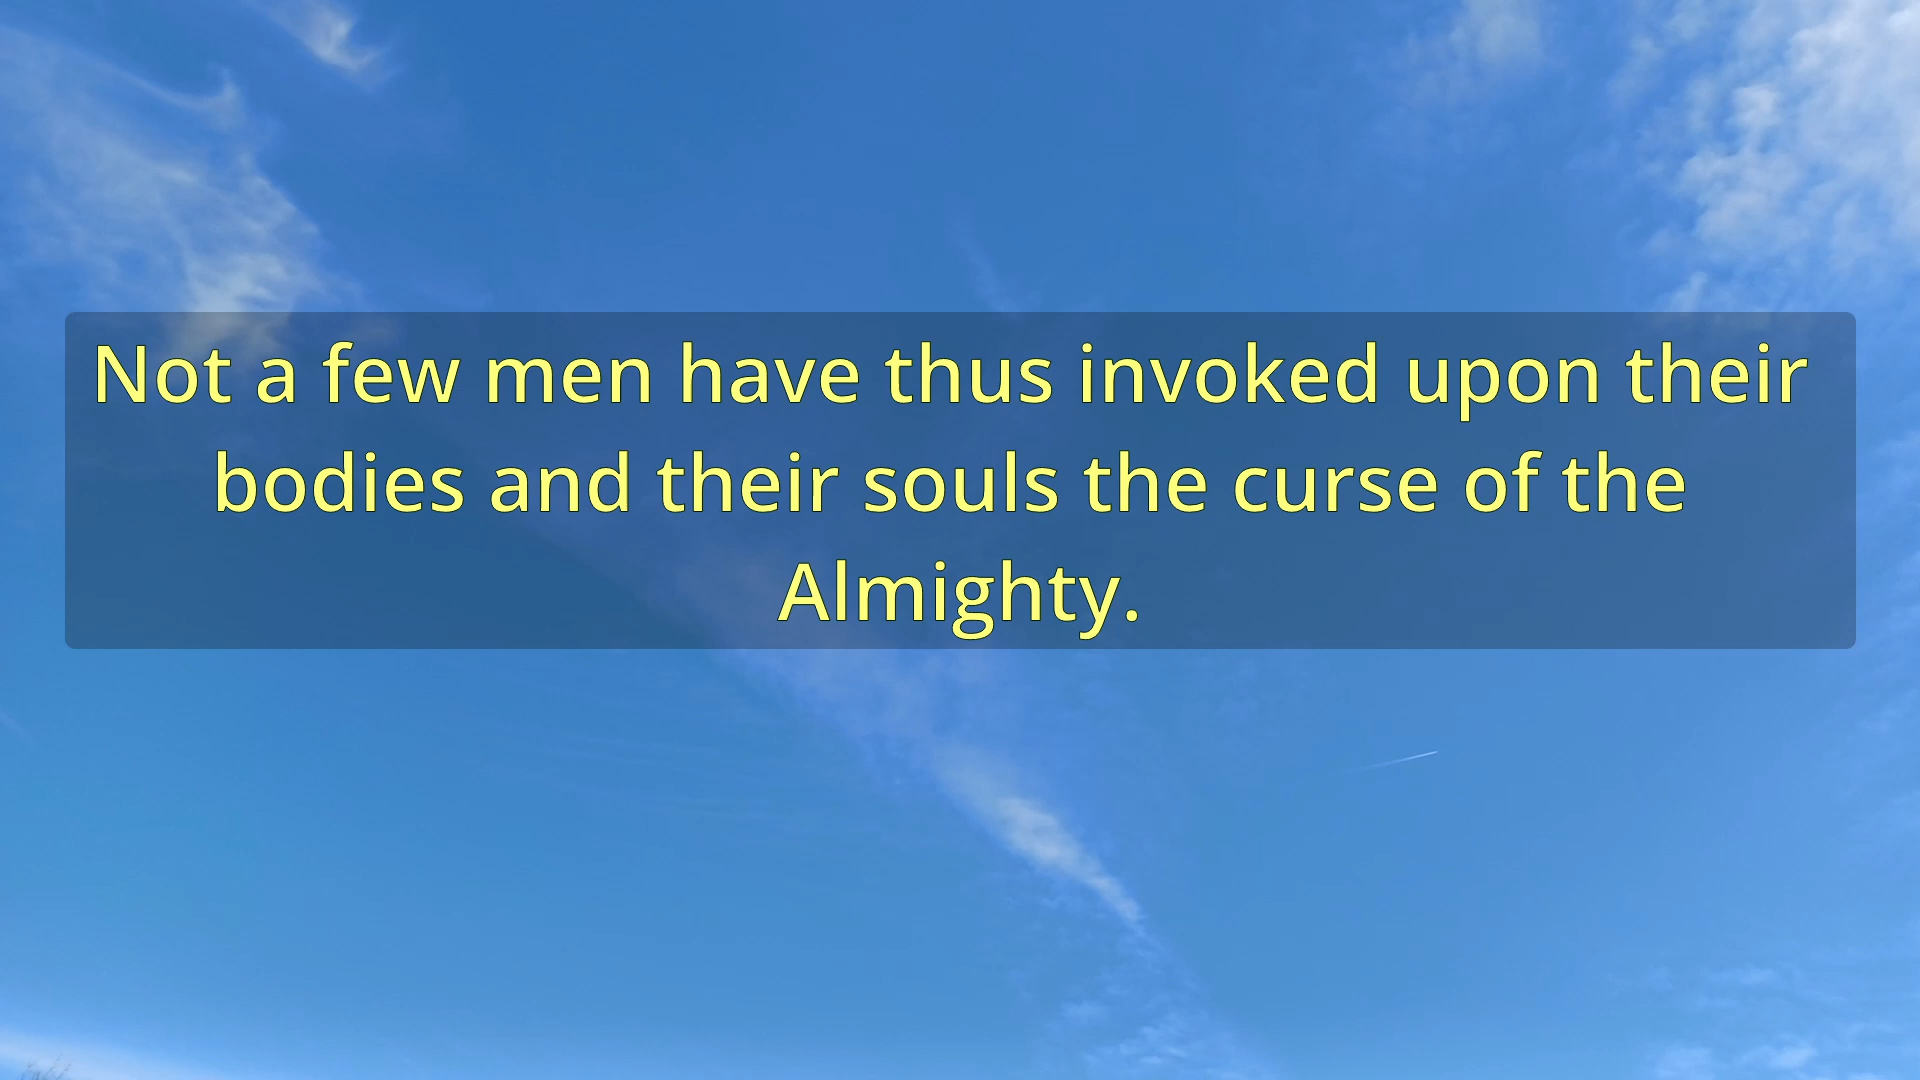 Not a few men have thus invoked upon their
bodies and their souls the curse of the
Almighty.